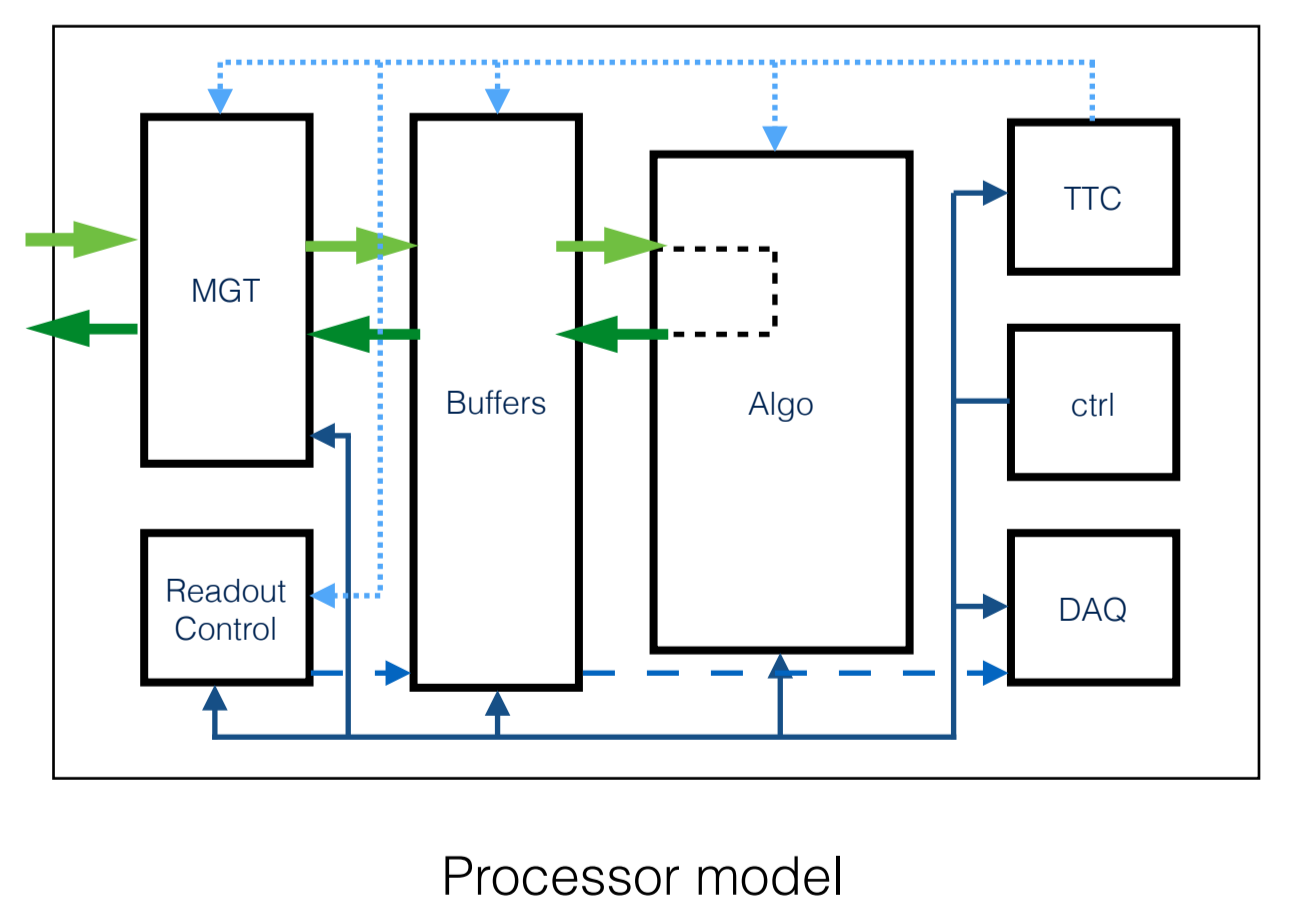 TTC
MGT
Buffers
Algo
ctrl
Readout
Control
DAQ
Processor model